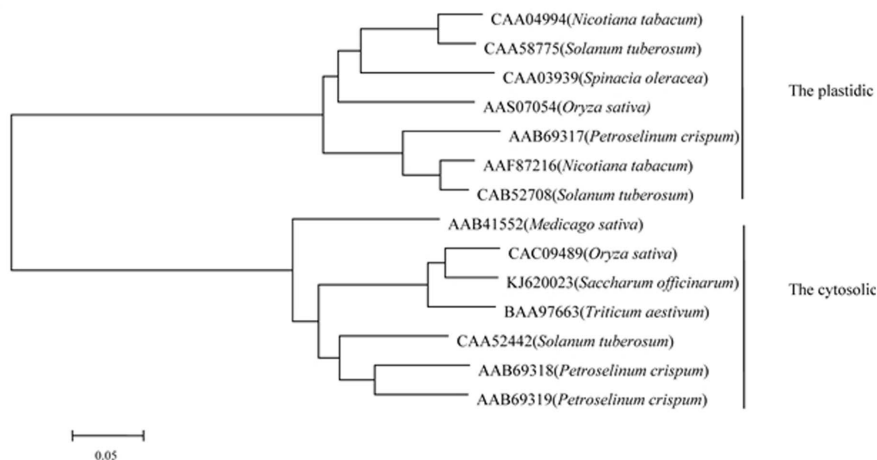 CAA04994(Nicotiana tabacum)
CAA58775(Solanum tuberosum)
CAA03939(Spinacia oleracea)
The plastidic
AAS07054(Oryza sativa)
AAB69317(Petroselinum crispum)
AAF87216(Nicotiana tabacum)
CAB52708(Solanum tuberosum)
AAB41552(Medicago sativa)
CAC09489(Oryza sativa)
KJ620023(Saccharum officinarum)
The cytosolic
BAA97663(Triticum aestivum)
CAA52442(Solanum tuberosum)
AAB69318(Petroselinum crispum)
AAB69319(Petroselinum crispum)
0.05